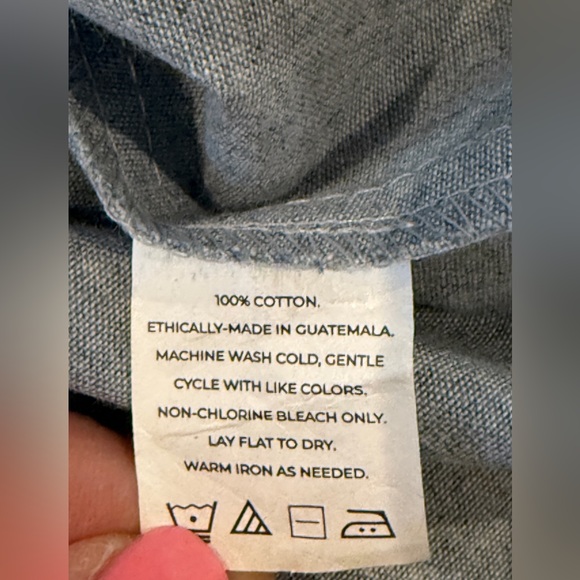 100% COTTON.
ETHICALLY-MADE IN GUATEMALA.
MACHINE WASH COLD, GENTLE
CYCLE WITH LIKE COLORS.
NON-CHLORINE BLEACH ONLY.
LAY FLAT TO DRY.
WARM IRON AS NEEDED.